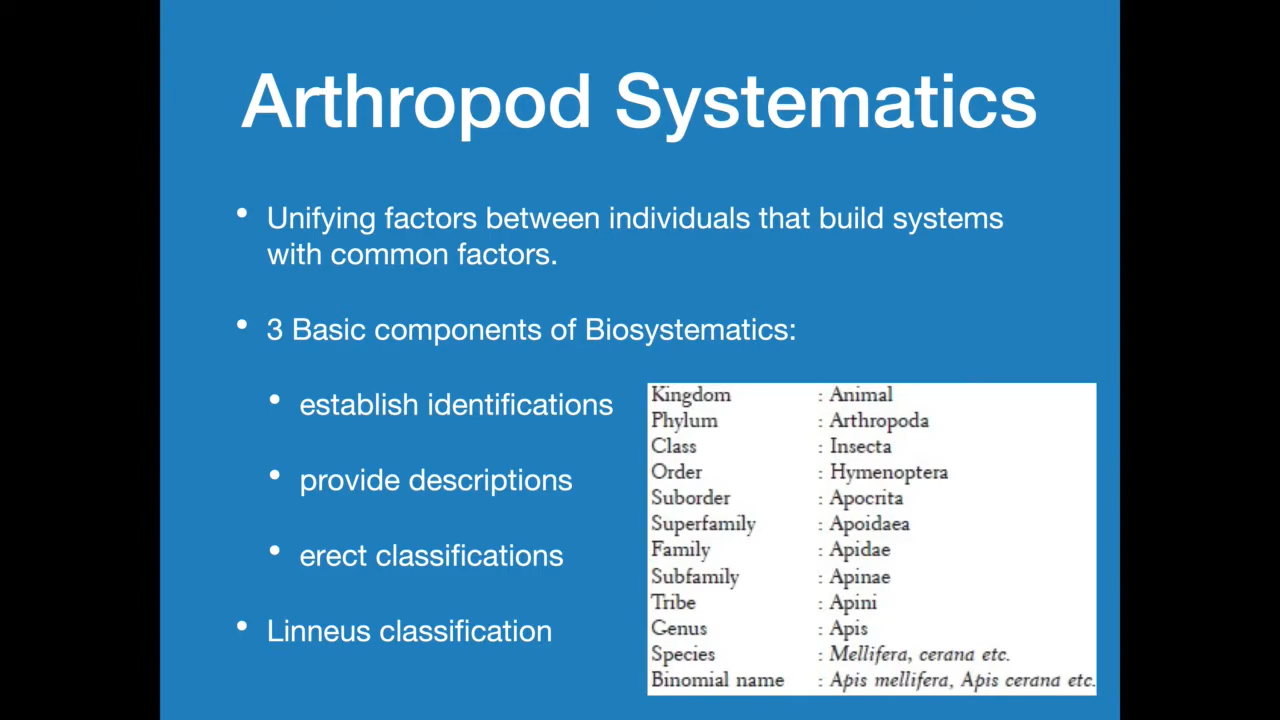 Arthropod Systematics
• Unifying factors between individuals that build systems
with common factors.
• 3 Basic components of Biosystematics:
• establish identifications
• provide descriptions
• erect classifications
• Linneus classification
Kingdom : Animal
Phylum : Arthropoda
Class : Insecta
Order : Hymenoptera
Suborder : Apocrita
Superfamily : Apoidaea
Family : Apidae
Subfamily : Apinae
Tribe : Apini
Genus : Apis
Species : Mellifera, cerana etc.
Binomial name : Apis mellifera, Apis cerana etc.